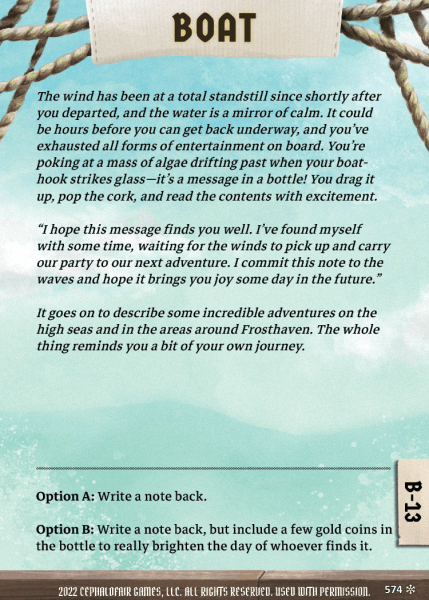 BOAT
The wind has been at a total standstill since shortly after
you departed, and the water is a mirror of calm. It could
be hours before you can get back underway, and you've
exhausted all forms of entertainment on board. You're
poking at a mass of algae drifting past when your boat-
hook strikes glass—it's a message in a bottle! You drag it
up, pop the cork, and read the contents with excitement.
“I hope this message finds you well. I've found myself
with some time, waiting for the winds to pick up and carry
our party to our next adventure. I commit this note to the
waves and hope it brings you joy some day in the future.”
It goes on to describe some incredible adventures on the
high seas and in the areas around Frosthaven. The whole
thing reminds you a bit of your own journey.
Option A: Write a note back.
Option B: Write a note back, but include a few gold coins in
the bottle to really brighten the day of whoever finds it.
B-13
2022 CEPHALOFAIR GAMES, LLC. ALL RIGHTS RESERVED. USED WITH PERMISSION. 574